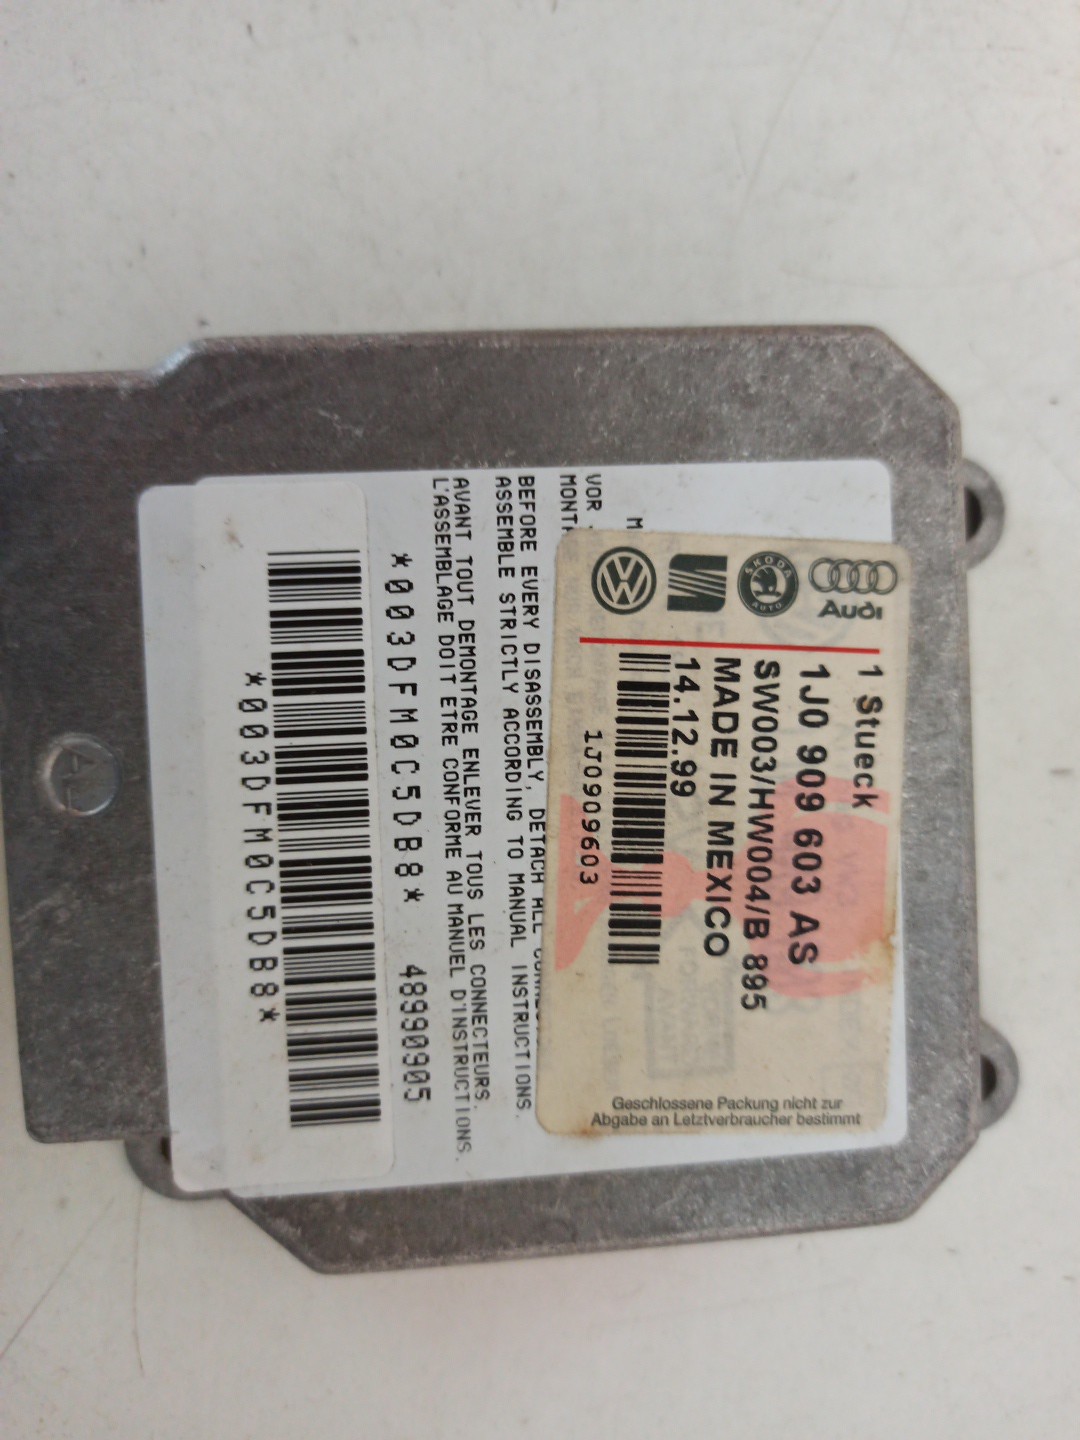 SKODA
AUTO
Audi
1 Stueck
1J0 909 603 AS
SW003/HW004/B 895
MADE IN MEXICO
14.12.99
1J0909603
Geschlossene Packung nicht zur
Abgabe an Letztverbraucher bestimmt
VOR
BEFORE EVERY DISASSEMBLY, DETACH ALL
ASSEMBLE STRICTLY ACCORDING TO MANUAL INSTRUCTIONS.
AVANT TOUT DEMONTAGE ENLEVER TOUS LES CONNECTEURS.
L'ASSEMBLAGE DOIT ETRE CONFORME AU MANUEL D'INSTRUCTIONS.
*003DFM0C5DB8* 48990905
*003DFM0C5DB8*